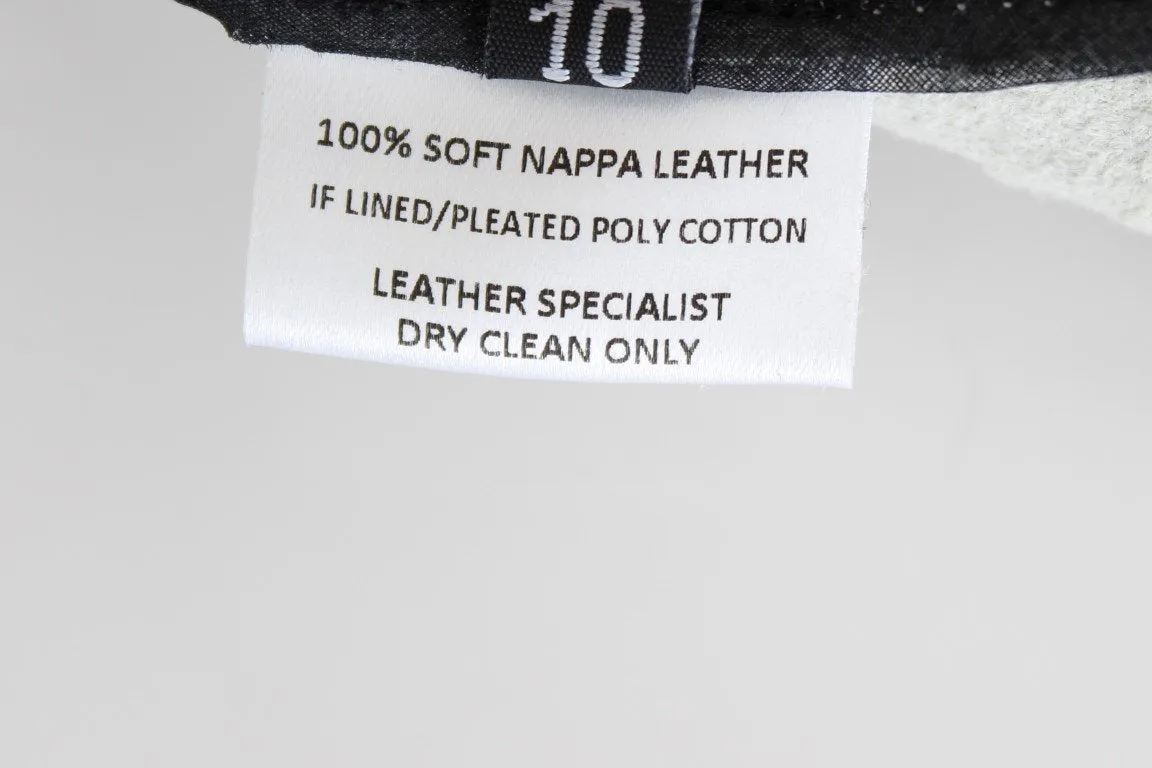 10
100% SOFT NAPPA LEATHER
IF LINED/PLEATED POLY COTTON
LEATHER SPECIALIST
DRY CLEAN ONLY